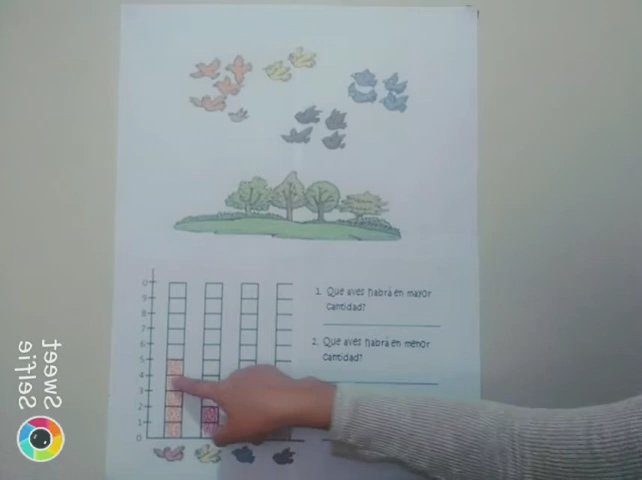 1. Que aves habrá en mayor
cantidad?
2. Que aves habrá en menor
cantidad?
0
9
8
7
6
5
4
3
2
1
0
Selfie
Sweet